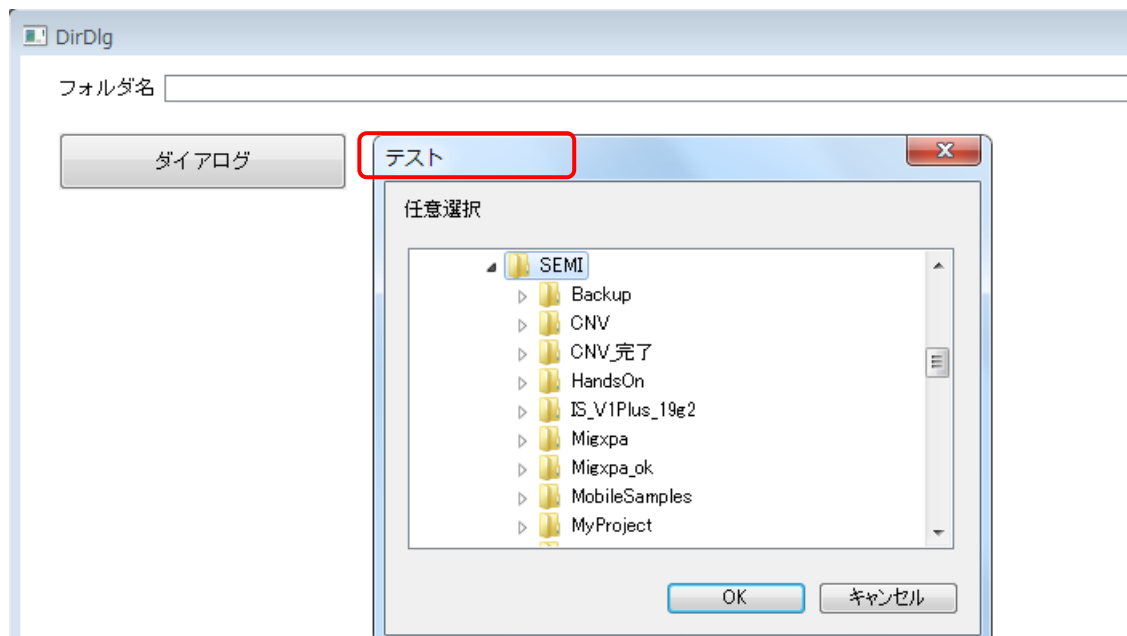 DirDlg
フォルダ名
ダイアログ
テスト
任意選択
SEMI
Backup
CNV
CNV_完了
HandsOn
IS_V1Plus_19g2
Migxpa
Migxpa_ok
MobileSamples
MyProject
OK
キャンセル